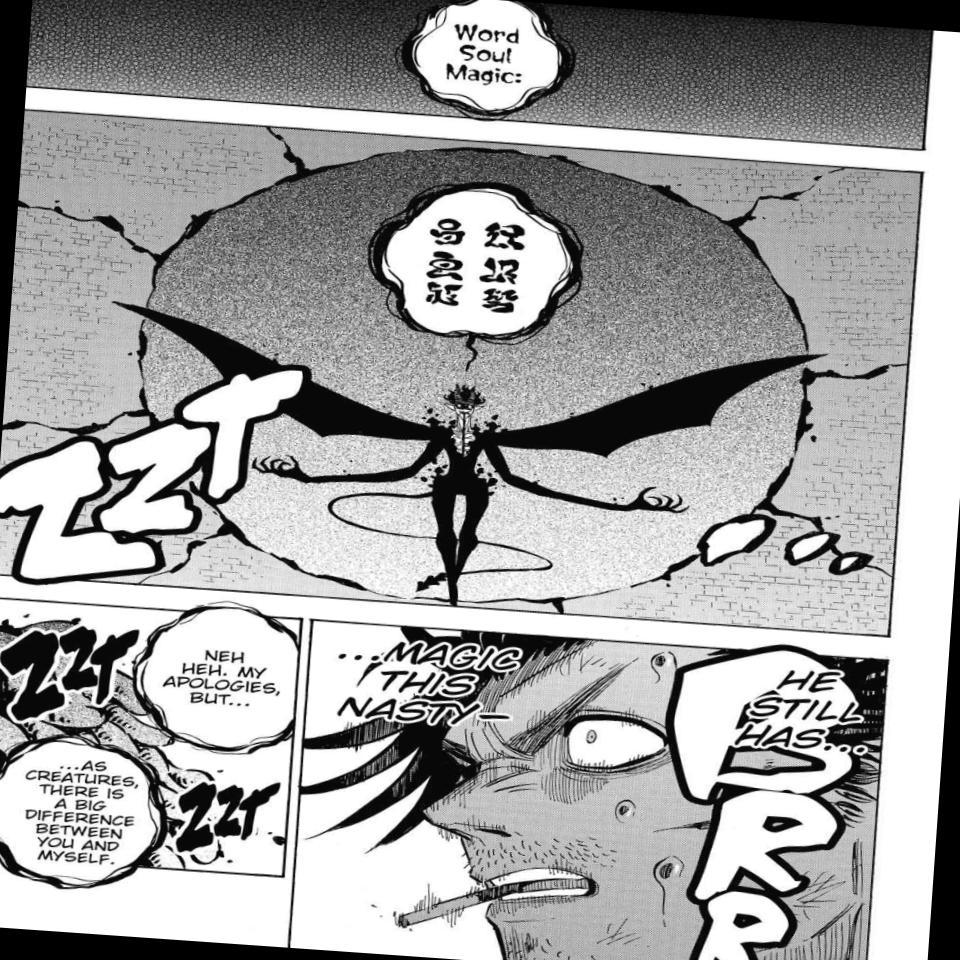 Word
Soul
Magic:
ZZT
HE
STILL
HAS...
...MAGIC
THIS
NASTY—
RR
NEH
HEH. MY
APOLOGIES,
BUT...
ZZT
...AS
CREATURES,
THERE IS
A BIG
DIFFERENCE
BETWEEN
YOU AND
MYSELF.
ZZT